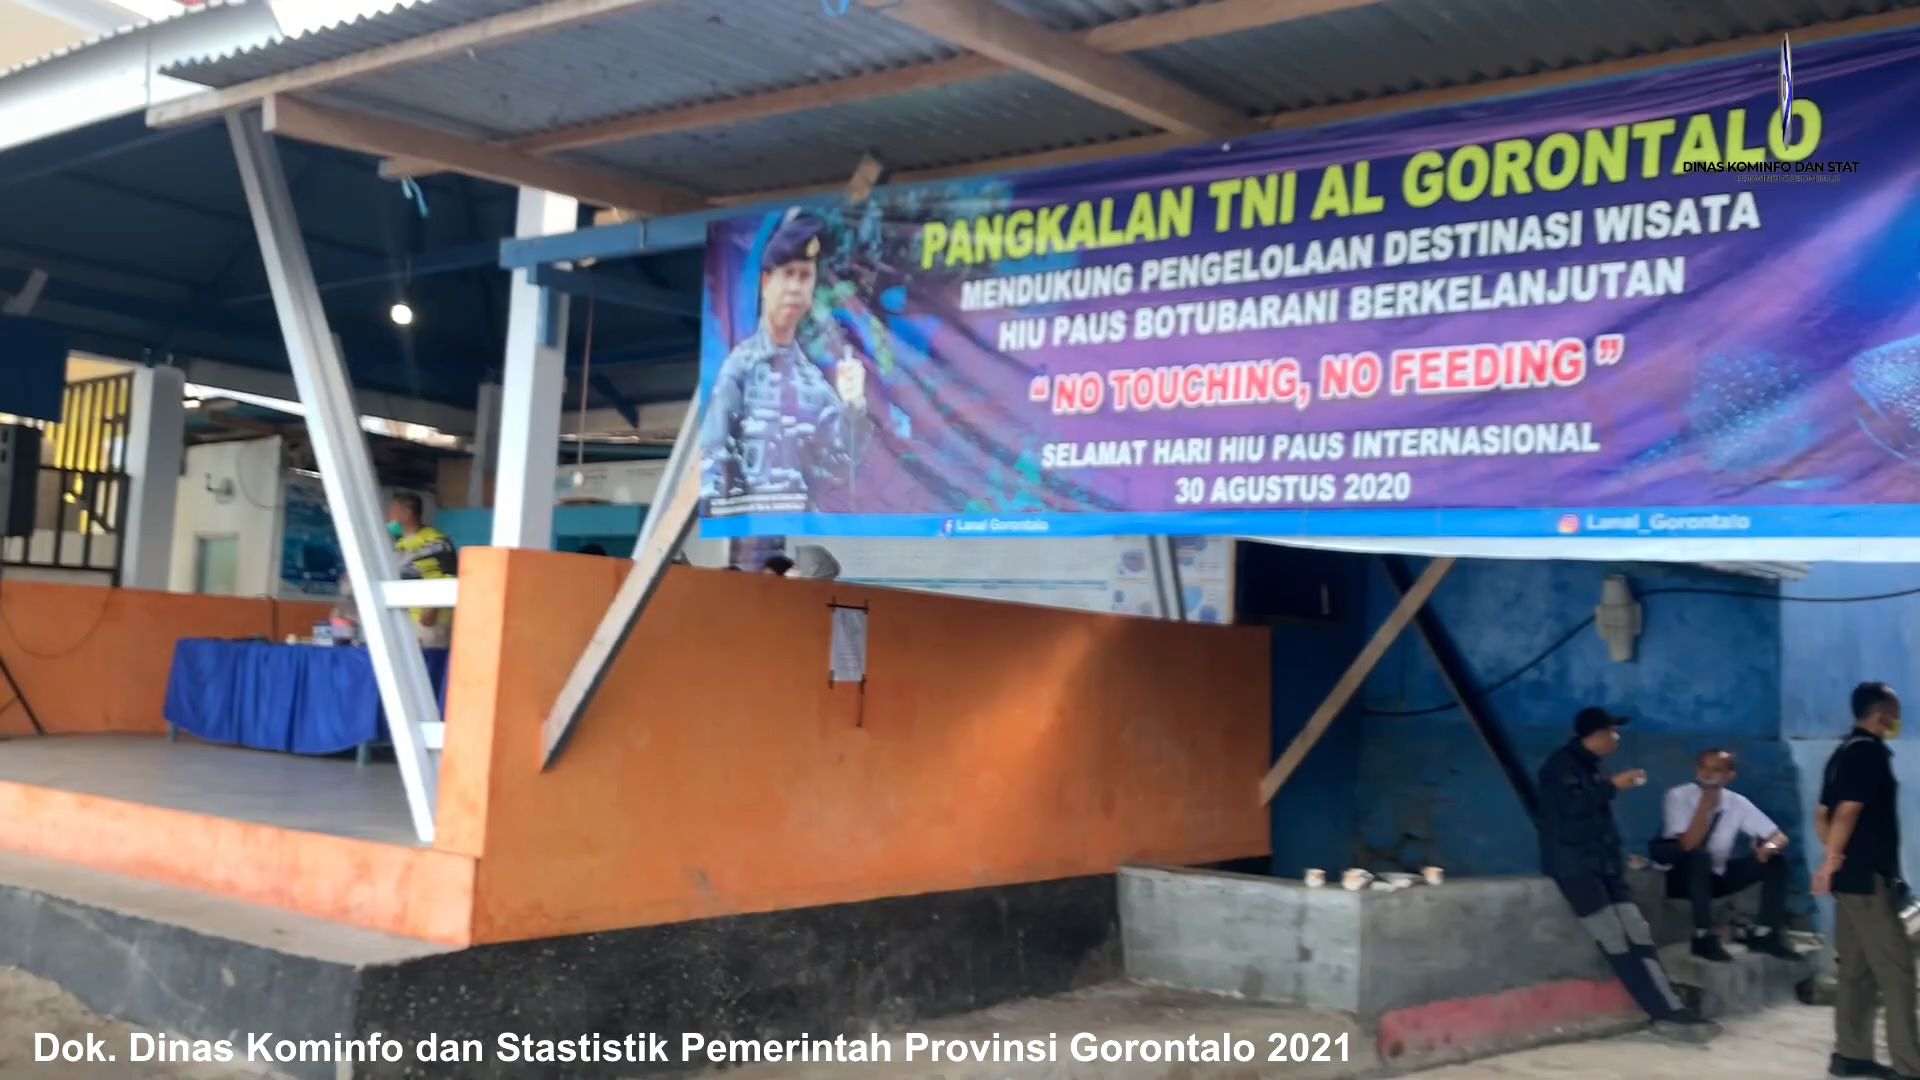 PANGKALAN TNI AL GORONTALO
MENDUKUNG PENGELOLAAN DESTINASI WISATA
HIU PAUS BOTUBARANI BERKELANJUTAN
“ NO TOUCHING, NO FEEDING ”
SELAMAT HARI HIU PAUS INTERNASIONAL
30 AGUSTUS 2020
Lanal Gorontalo
Lanal_Gorontalo
DINAS KOMINFO DAN STAT
Dok. Dinas Kominfo dan Stastistik Pemerintah Provinsi Gorontalo 2021